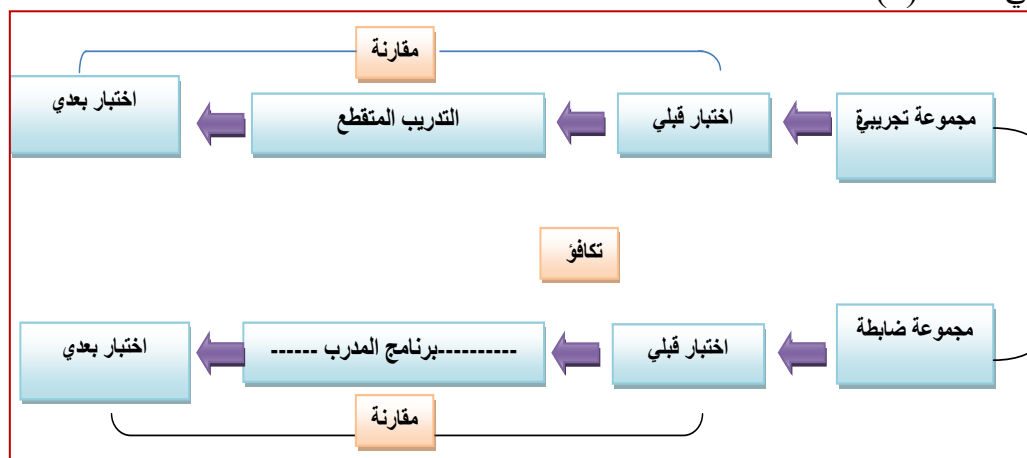 مقارنة
مجموعة تجريبية
اختبار قبلي
التدريب المتقطع
اختبار بعدي
تكافؤ
مجموعة ضابطة
اختبار قبلي
----------برنامج المدرب ------
اختبار بعدي
مقارنة